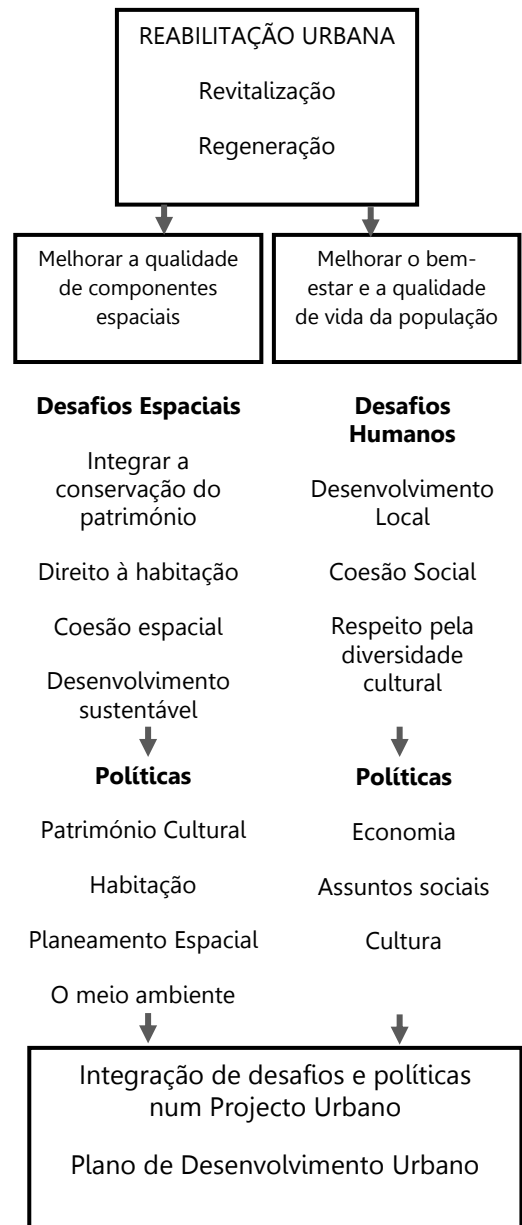 REABILITAÇÃO URBANA
Revitalização
Regeneração
Melhorar a qualidade
de componentes
espaciais
Melhorar o bem-
estar e a qualidade
de vida da população
Desafios Espaciais
Integrar a
conservação do
património
Direito à habitação
Coesão espacial
Desenvolvimento
sustentável
Desafios
Humanos
Desenvolvimento
Local
Coesão Social
Respeito pela
diversidade
cultural
Políticas
Património Cultural
Habitação
Planeamento Espacial
O meio ambiente
Políticas
Economia
Assuntos sociais
Cultura
Integração de desafios e políticas
num Projecto Urbano
Plano de Desenvolvimento Urbano